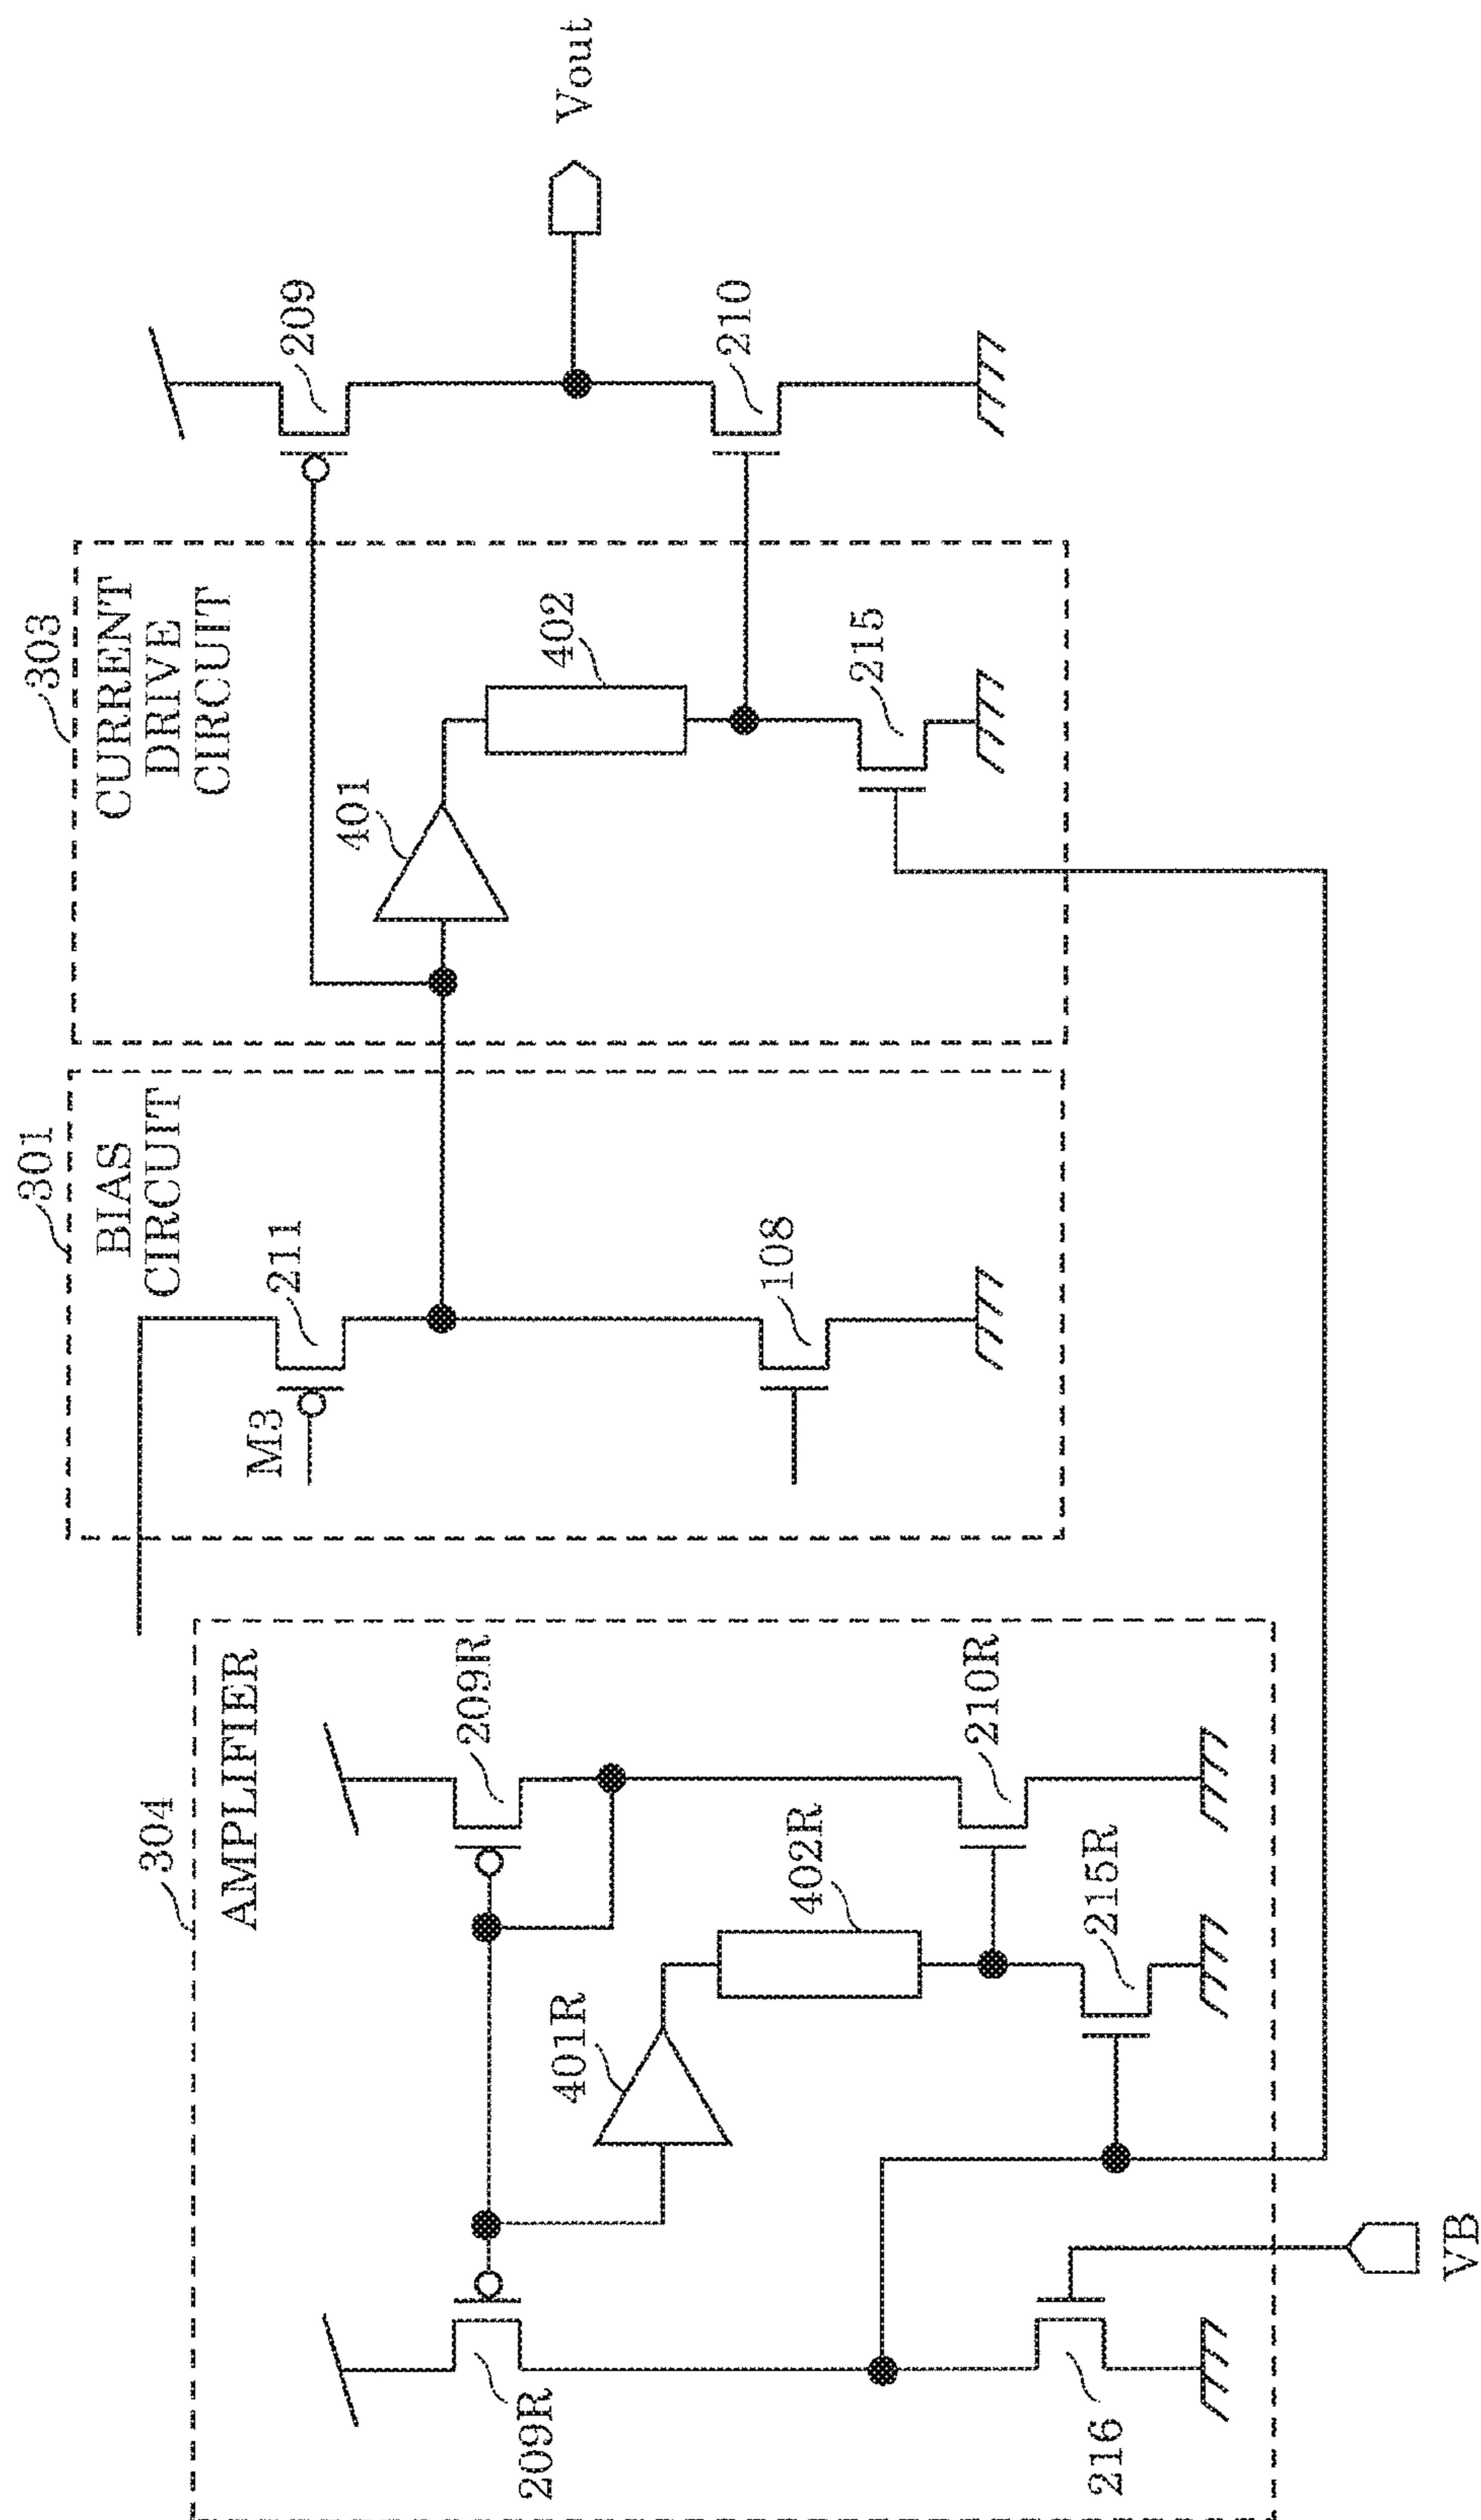 303
CURRENT
DRIVE
CIRCUIT
209
Vout
401
402
210
215
301
BIAS
CIRCUIT
M3
211
108
304
AMPLIFIER
209R
209R
401R
402R
210R
215R
216
VB